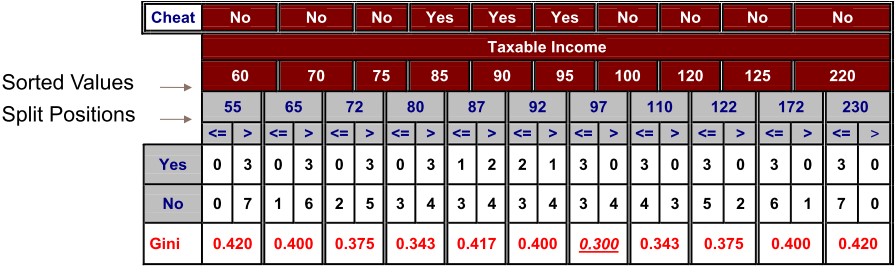 Cheat No No No Yes Yes Yes No No No No
Taxable Income
Sorted Values 60 70 75 85 90 95 100 120 125 220
Split Positions 55 65 72 80 87 92 97 110 122 172 230
<= > <= > <= > <= > <= > <= > <= > <= > <= > <= > <= >
Yes 0 3 0 3 0 3 0 3 1 2 2 1 3 0 3 0 3 0 3 0 3 0
No 0 7 1 6 2 5 3 4 3 4 3 4 3 4 4 3 5 2 6 1 7 0
Gini 0.420 0.400 0.375 0.343 0.417 0.400 0.300 0.343 0.375 0.400 0.420